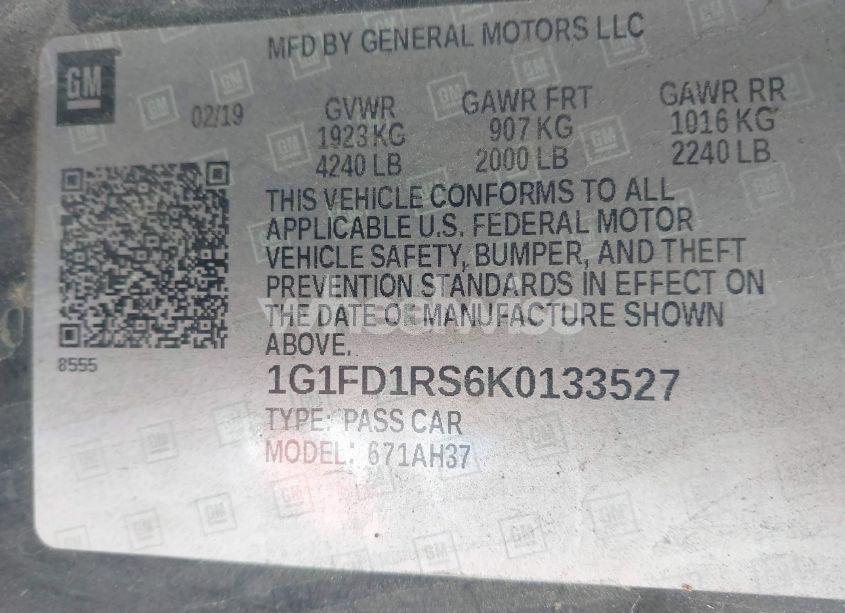 MFD BY GENERAL MOTORS LLC
GM
02/19
GVWR GAWR FRT GAWR RR
1923 KG 907 KG 1016 KG
4240 LB 2000 LB 2240 LB
THIS VEHICLE CONFORMS TO ALL
APPLICABLE U.S. FEDERAL MOTOR
VEHICLE SAFETY, BUMPER, AND THEFT
PREVENTION STANDARDS IN EFFECT ON
THE DATE OF MANUFACTURE SHOWN
ABOVE.
8555
1G1FD1RS6K0133527
TYPE: PASS CAR
MODEL: 671AH37